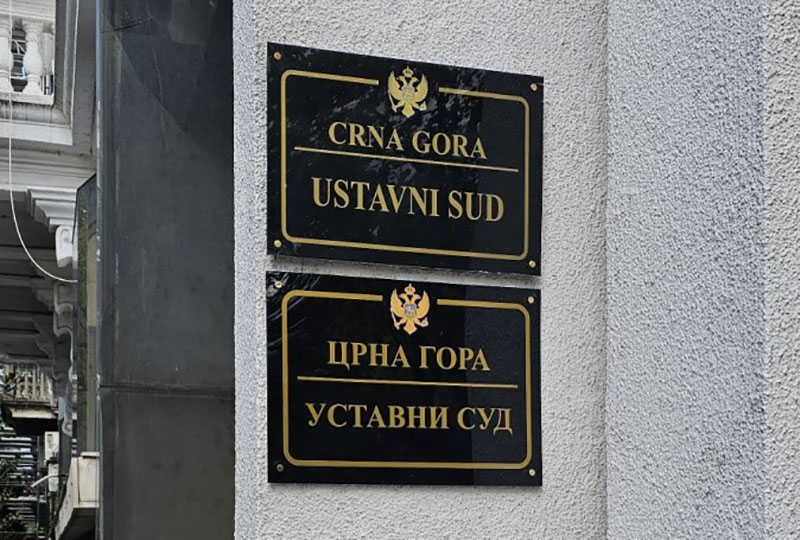 CRNA GORA
USTAVNI SUD
ЦРНА ГОРА
УСТАВНИ СУД